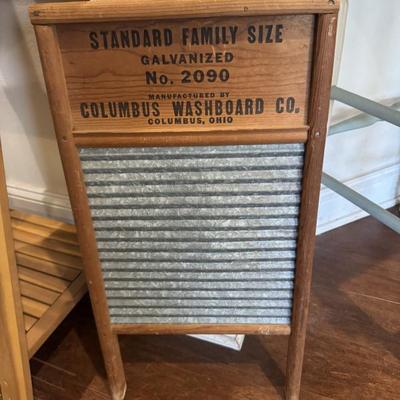 STANDARD FAMILY SIZE
GALVANIZED
No. 2090
MANUFACTURED BY
COLUMBUS WASHBOARD CO.
COLUMBUS, OHIO